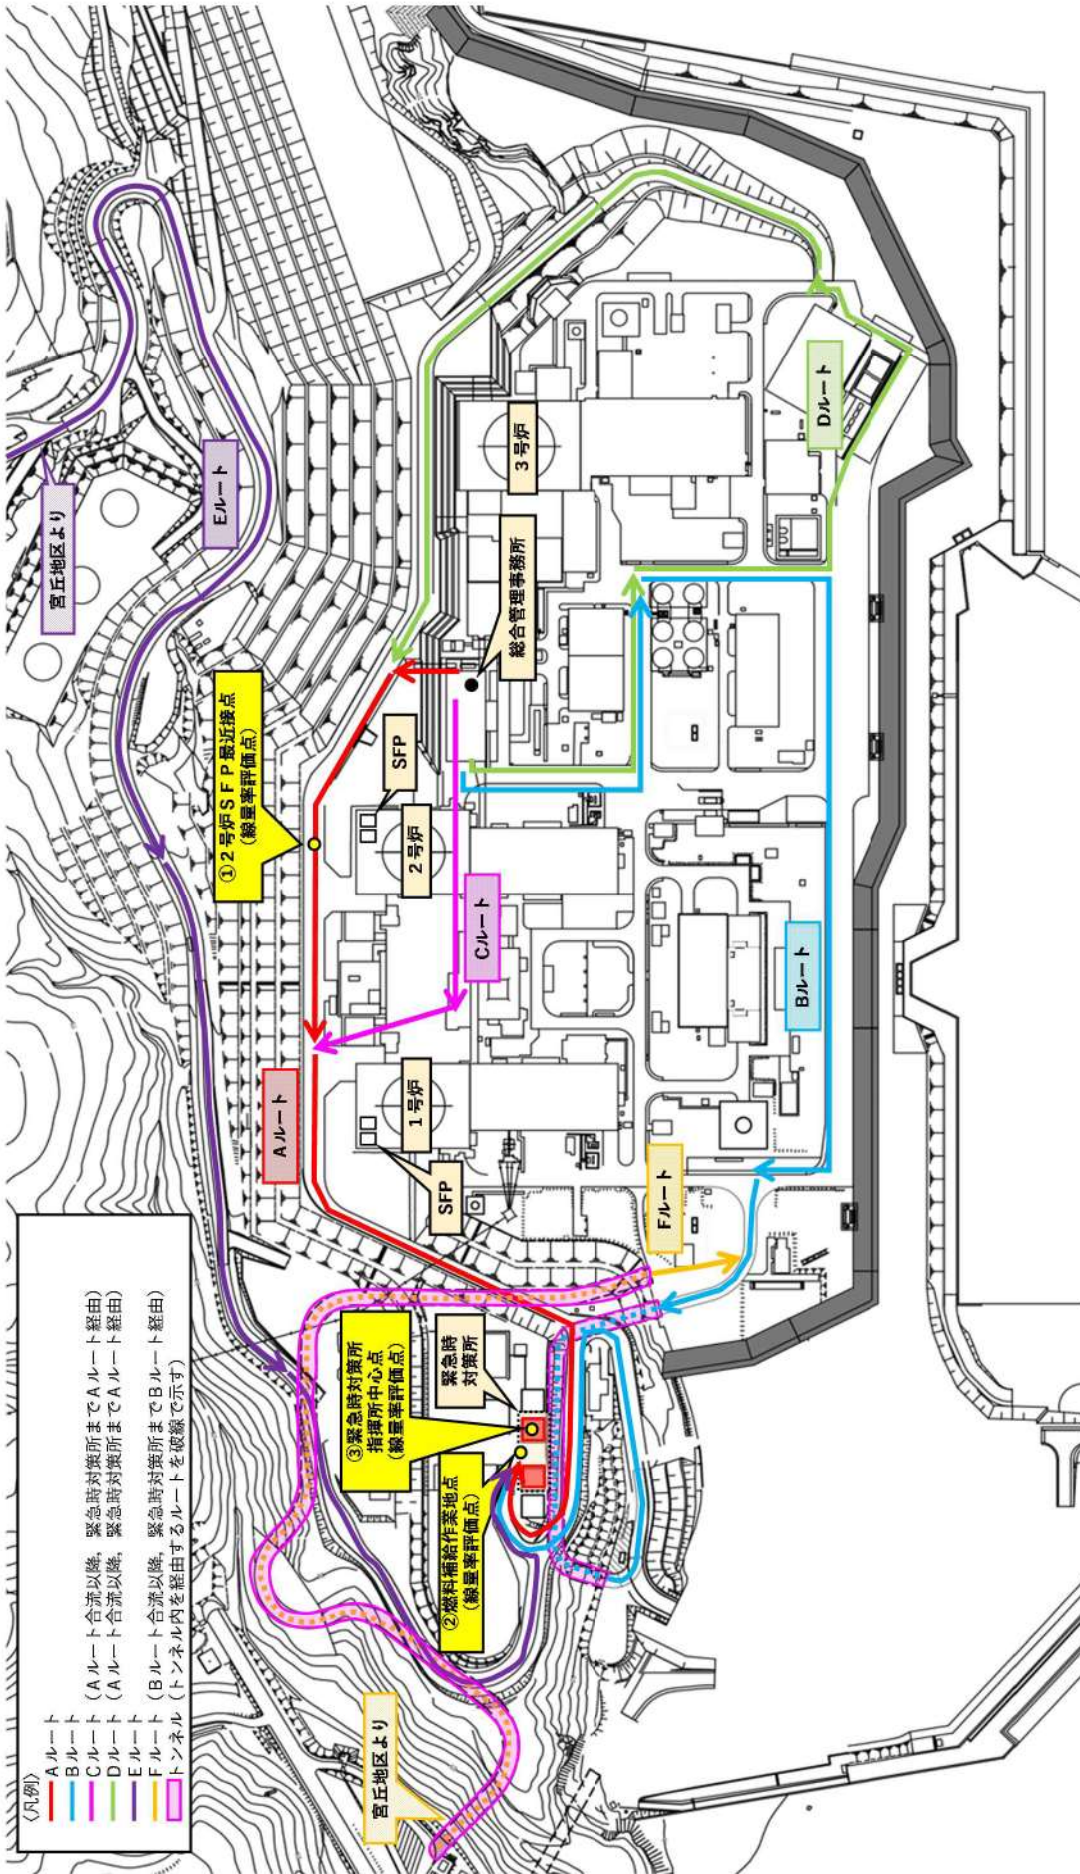 〈凡例〉
Aルート
Bルート
Cルート（Aルート合流以降，緊急時対策所までAルート経由）
Dルート（Aルート合流以降，緊急時対策所までAルート経由）
Eルート
Fルート（Bルート合流以降，緊急時対策所までBルート経由）
トンネル（トンネル内を経由するルートを破線で示す）
宮丘地区より
Eルート
①2号炉SFP最近接点
（線量率評価点）
SFP
2号炉
Cルート
総合管理事務所
3号炉
Dルート
Bルート
Aルート
1号炉
SFP
Fルート
③緊急時対策所
指揮所中心点
（線量率評価点）
緊急時
対策所
②燃料補給作業地点
（線量率評価点）
宮丘地区より